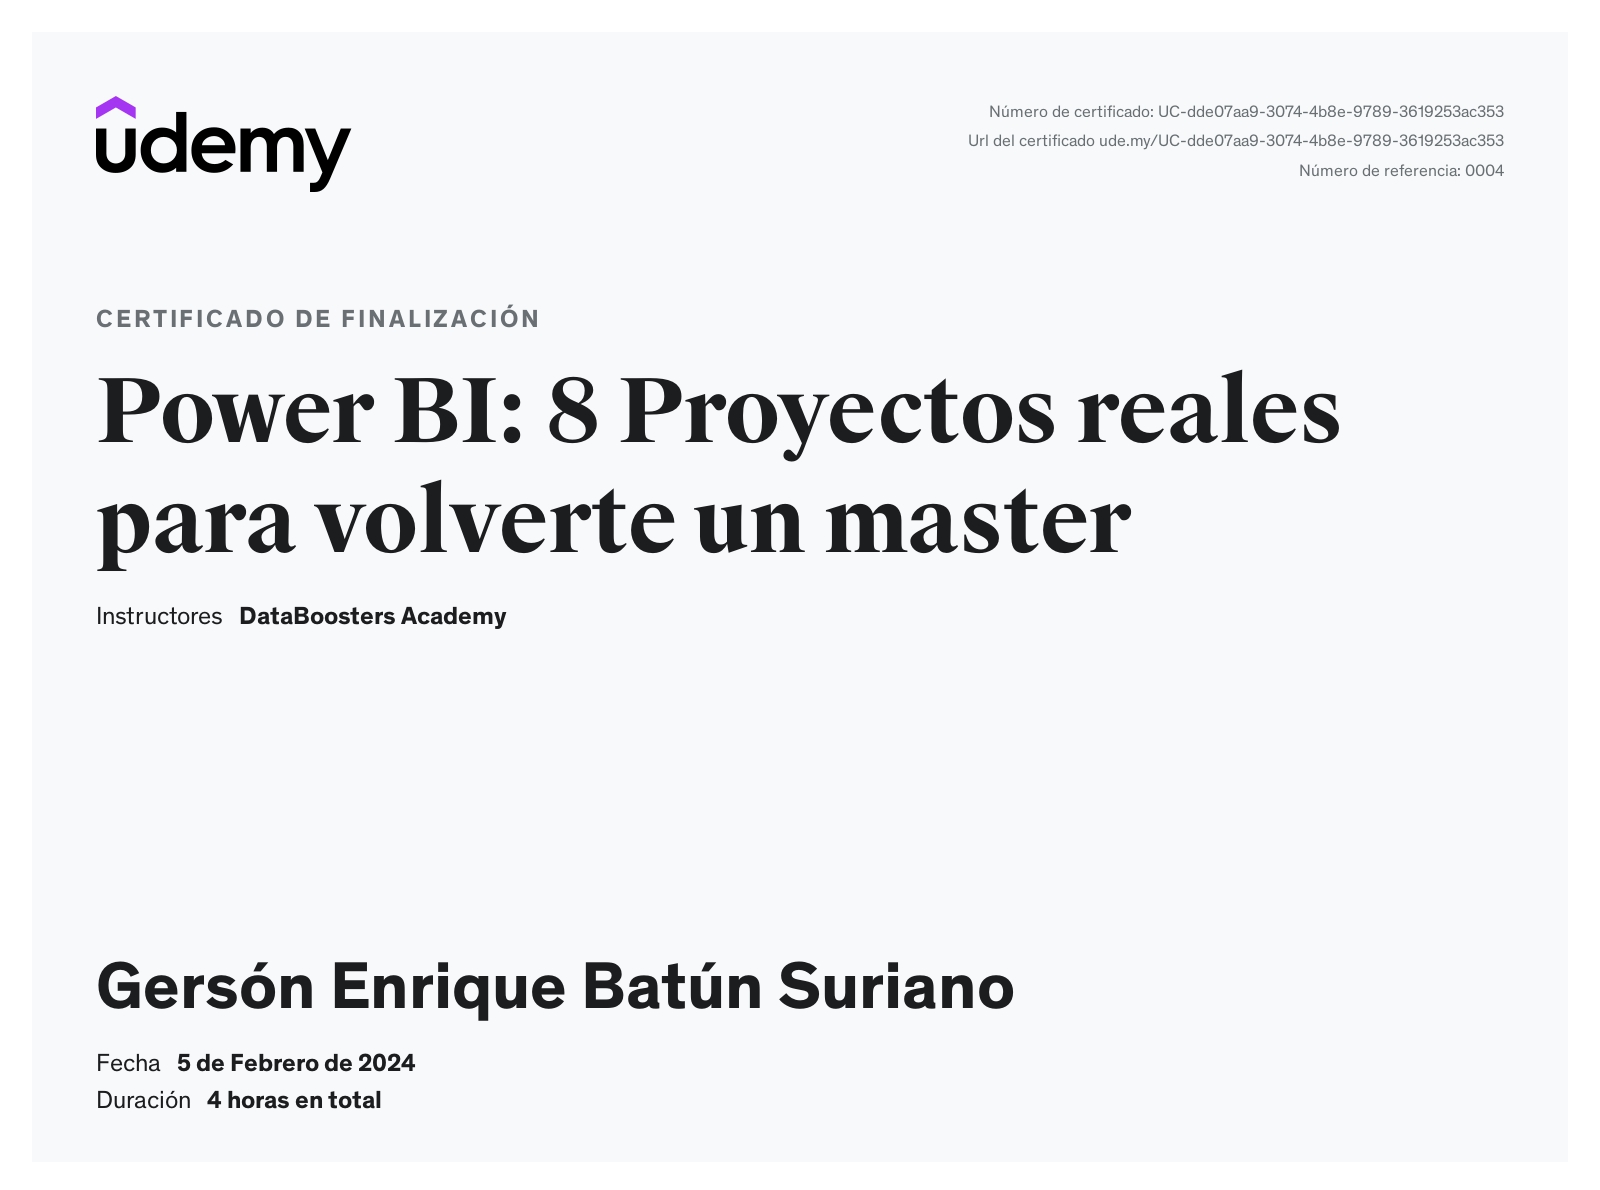 udemy
Número de certificado: UC-dde07aa9-3074-4b8e-9789-3619253ac353
Url del certificado ude.my/UC-dde07aa9-3074-4b8e-9789-3619253ac353
Número de referencia: 0004
CERTIFICADO DE FINALIZACIÓN
Power BI: 8 Proyectos reales
para volverte un master
Instructores DataBoosters Academy
Gersón Enrique Batún Suriano
Fecha 5 de Febrero de 2024
Duración 4 horas en total